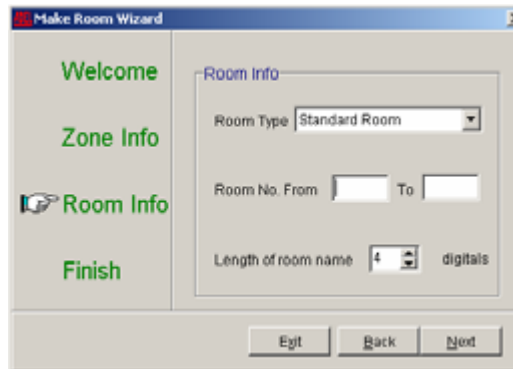 Make Room Wizard
Welcome
Zone Info
Room Info
Finish
Room Info
Room Type Standard Room
Room No. From To
Length of room name 4 digitals
Exit Back Next